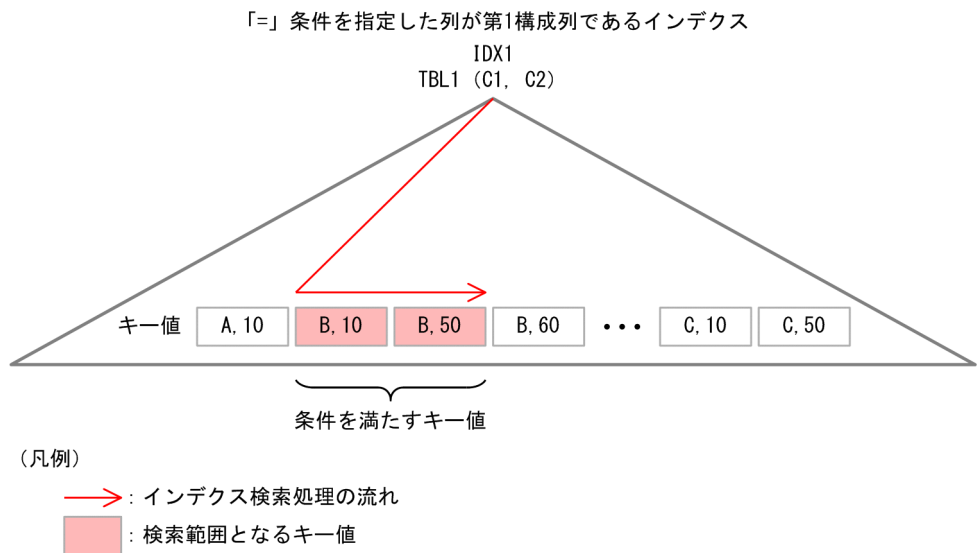 「=」条件を指定した列が第1構成列であるインデクス
IDX1
TBL1 (C1, C2)
キー値 A,10 B,10 B,50 B,60 ・・・ C,10 C,50
条件を満たすキー値
(凡例)
:インデクス検索処理の流れ
:検索範囲となるキー値